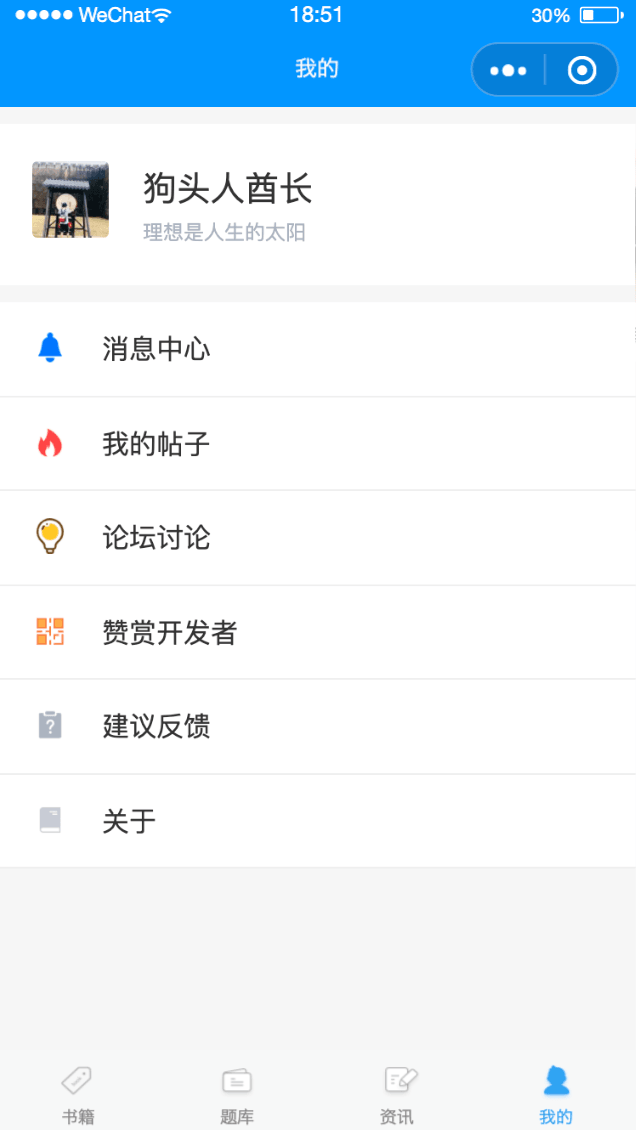 WeChat 18:51 30%
我的
狗头人酋长
理想是人生的太阳
消息中心
我的帖子
论坛讨论
赞赏开发者
建议反馈
关于
书籍 题库 资讯 我的